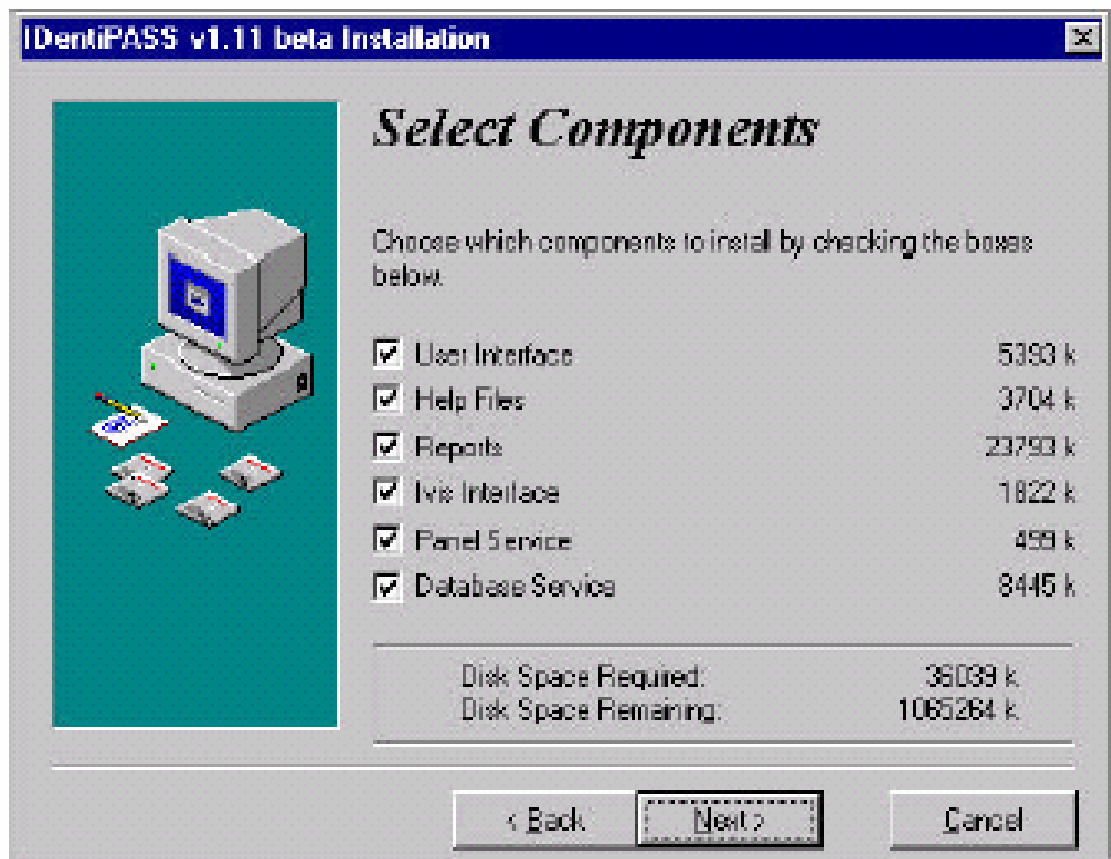 IDentiPASS v1.11 beta Installation
Select Components
Choose which components to install by checking the boxes
below.
User Interface 5393 k
Help Files 3704 k
Reports 23793 k
Ivis Interface 1822 k
Panel Service 499 k
Database Service 8445 k
Disk Space Required: 36039 k
Disk Space Remaining: 1065264 k
< Back Next > Cancel